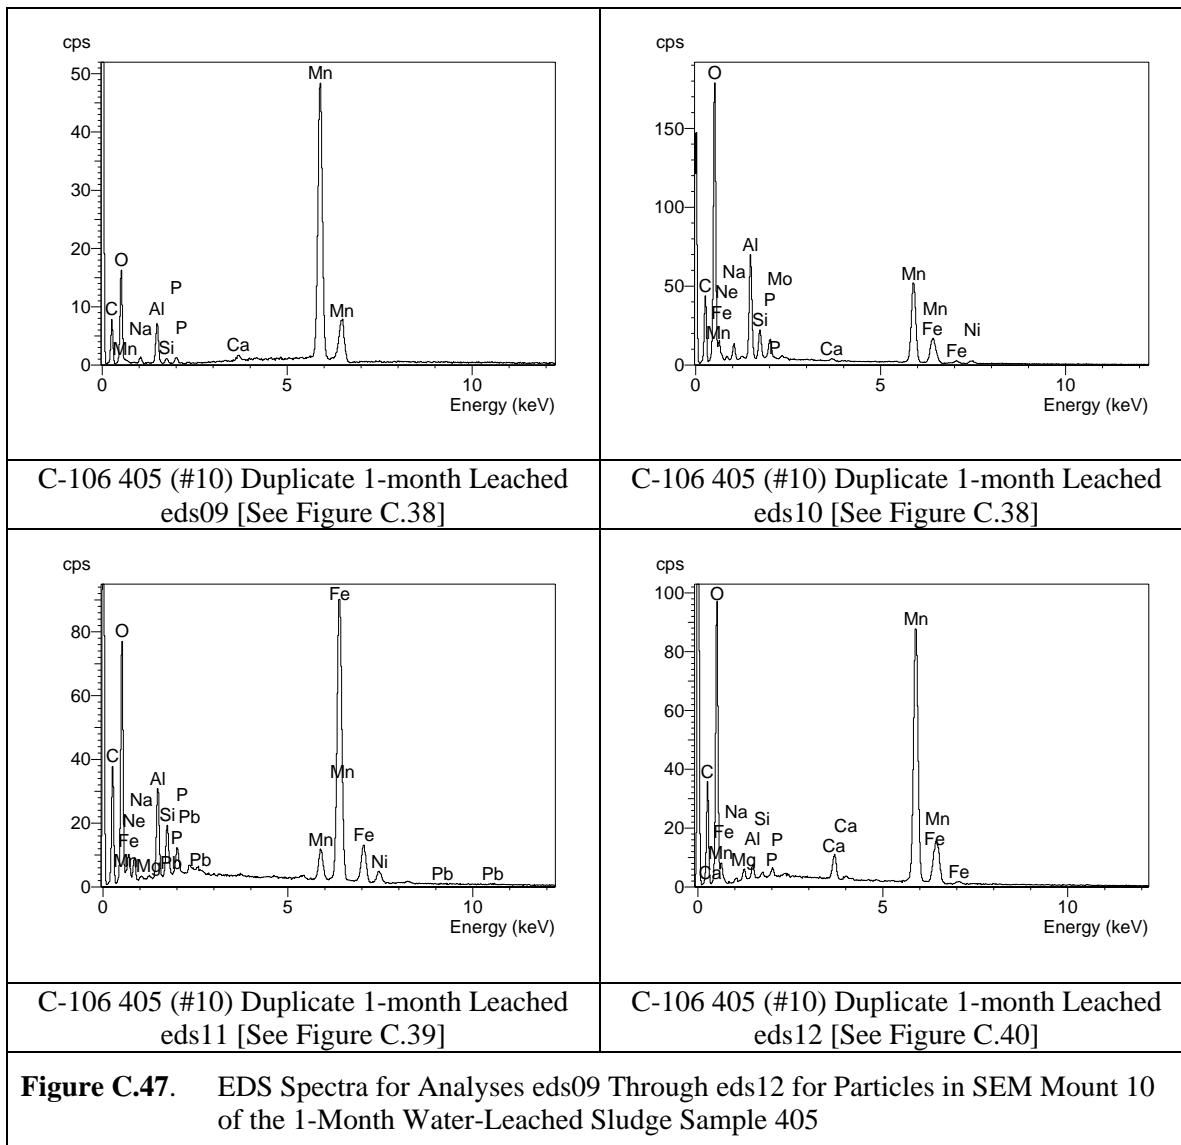 cps
50
40
30
20
10
0
Mn
O
P
C
Al
Mn
Na
P
Mn
Si
Ca
0
5
10
Energy (keV)
C-106 405 (#10) Duplicate 1-month Leached
eds09 [See Figure C.38]
cps
150
100
50
0
O
Al
Na
Mo
C
Ne
P
Mn
Fe
Si
Mn
Mn
Fe
P
Ca
Fe
Ni
0
5
10
Energy (keV)
C-106 405 (#10) Duplicate 1-month Leached
eds10 [See Figure C.38]
cps
80
60
40
20
0
Fe
O
C
Al
Mn
Na
P
Ne
Si
Pb
Fe
P
Mn
Fe
Mg
Pb
Pb
Ni
Pb
Pb
0
5
10
Energy (keV)
C-106 405 (#10) Duplicate 1-month Leached
eds11 [See Figure C.39]
cps
100
80
60
40
20
0
O
Mn
C
Na
Si
Ca
Mn
Fe
Al
P
Fe
Mn
Ca
Mg
P
Ca
Fe
0
5
10
Energy (keV)
C-106 405 (#10) Duplicate 1-month Leached
eds12 [See Figure C.40]
Figure C.47. EDS Spectra for Analyses eds09 Through eds12 for Particles in SEM Mount 10
of the 1-Month Water-Leached Sludge Sample 405